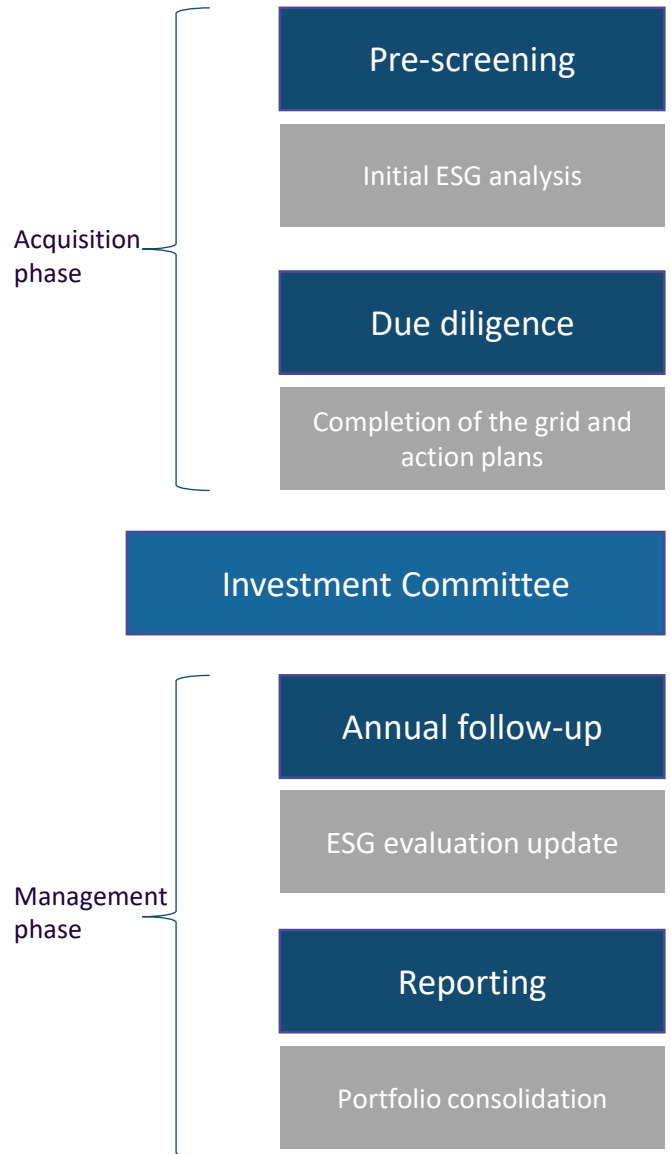 Pre-screening
Initial ESG analysis
Acquisition
phase
Due diligence
Completion of the grid and
action plans
Investment Committee
Annual follow-up
ESG evaluation update
Management
phase
Reporting
Portfolio consolidation